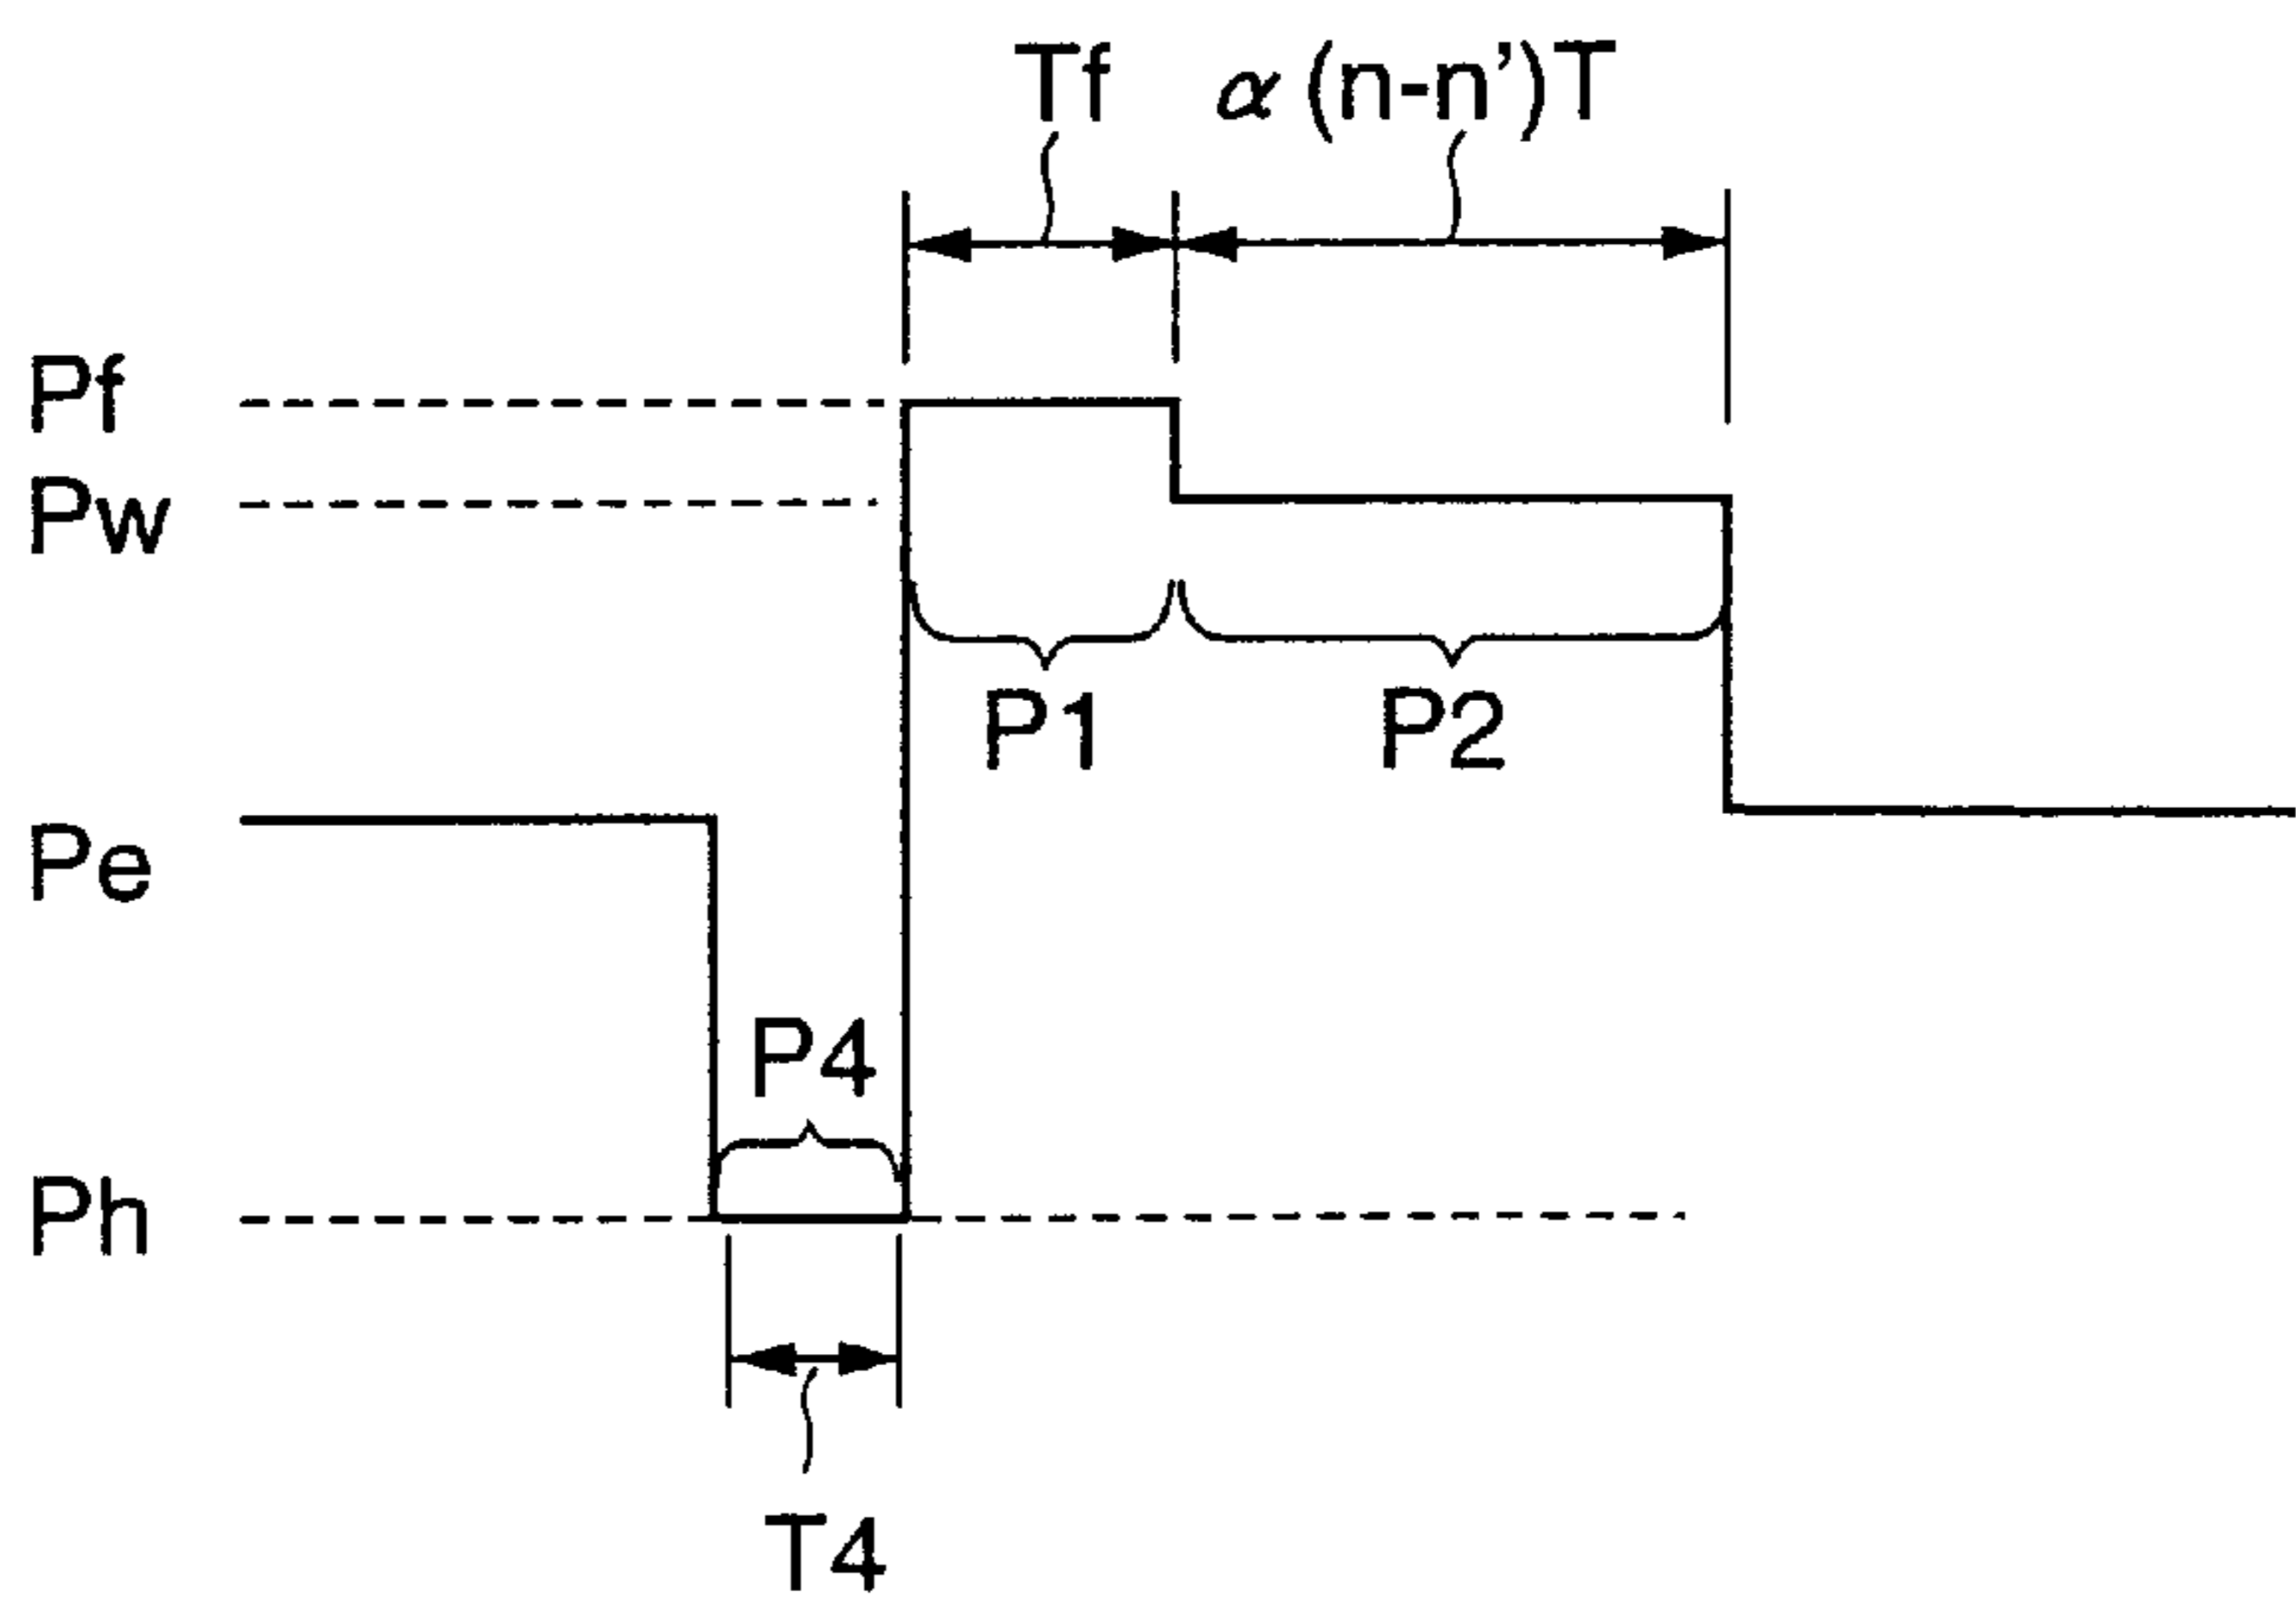 Tf α (n-n’)T
Pf
Pw
P1 P2
Pe
P4
Ph
T4